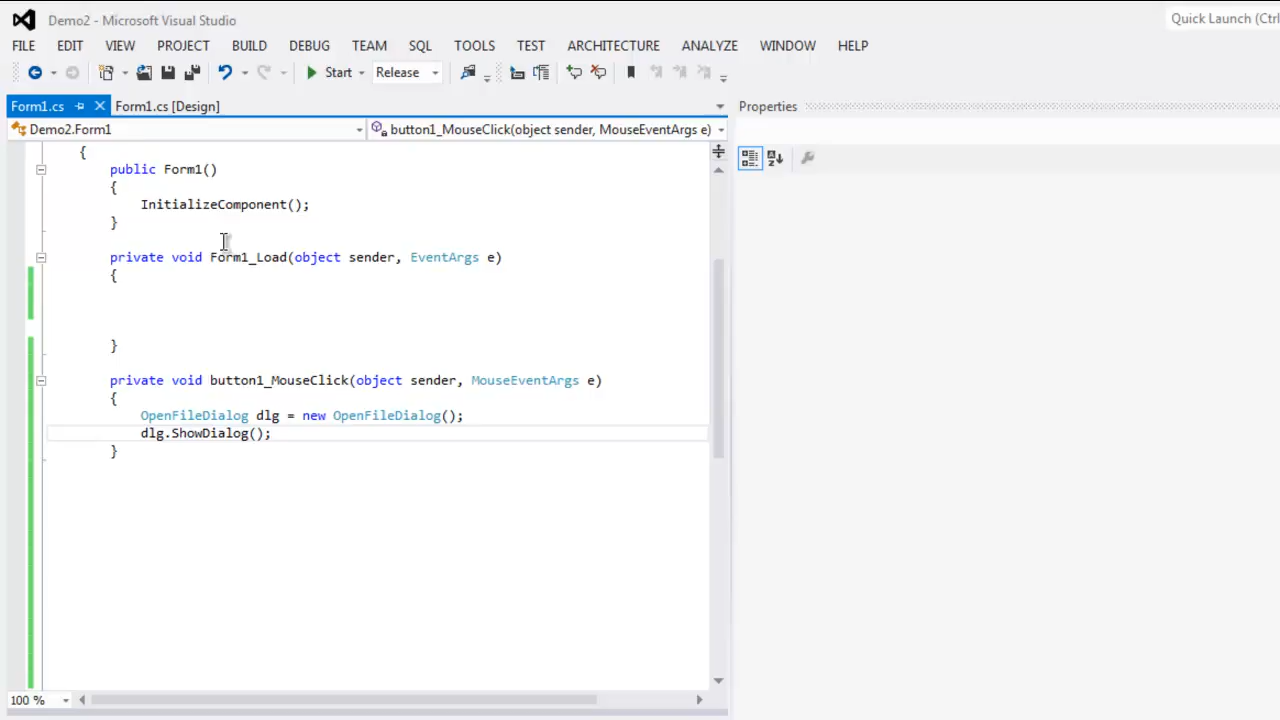 Demo2 - Microsoft Visual Studio
Quick Launch (Ctr
FILE EDIT VIEW PROJECT BUILD DEBUG TEAM SQL TOOLS TEST ARCHITECTURE ANALYZE WINDOW HELP
Start Release
Form1.cs Form1.cs [Design] Properties
Demo2.Form1 button1_MouseClick(object sender, MouseEventArgs e)
{
public Form1()
{
InitializeComponent();
}
private void Form1_Load(object sender, EventArgs e)
{
}
private void button1_MouseClick(object sender, MouseEventArgs e)
{
OpenFileDialog dlg = new OpenFileDialog();
dlg.ShowDialog();
}
100 %